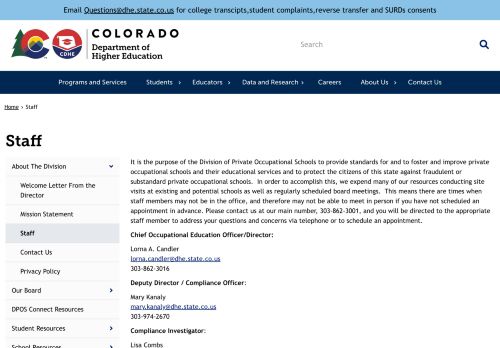 Email Questions@dhe.state.co.us for college transcipts,student complaints,reverse transfer and SURDs consents
CDHE
COLORADO
Department of
Higher Education
Search
Programs and Services
Students
Educators
Data and Research
Careers
About Us
Contact Us
Home > Staff
Staff
About The Division
Welcome Letter From the
Director
Mission Statement
Staff
Contact Us
Privacy Policy
Our Board
DPOS Connect Resources
Student Resources
School Resources
It is the purpose of the Division of Private Occupational Schools to provide standards for and to foster and improve private
occupational schools and their educational services and to protect the citizens of this state against fraudulent or
substandard private occupational schools. In order to accomplish this, we expend many of our resources conducting site
visits at existing and potential schools as well as regularly scheduled board meetings. This means there are times when
staff members may not be in the office, and therefore may not be able to meet in person if you have not scheduled an
appointment in advance. Please contact us at our main number, 303-862-3001, and you will be directed to the appropriate
staff member to address your questions and concerns via telephone or to schedule an appointment.
Chief Occupational Education Officer/Director:
Lorna A. Candler
lorna.candler@dhe.state.co.us
303-862-3016
Deputy Director / Compliance Officer:
Mary Kanaly
mary.kanaly@dhe.state.co.us
303-974-2670
Compliance Investigator:
Lisa Combs